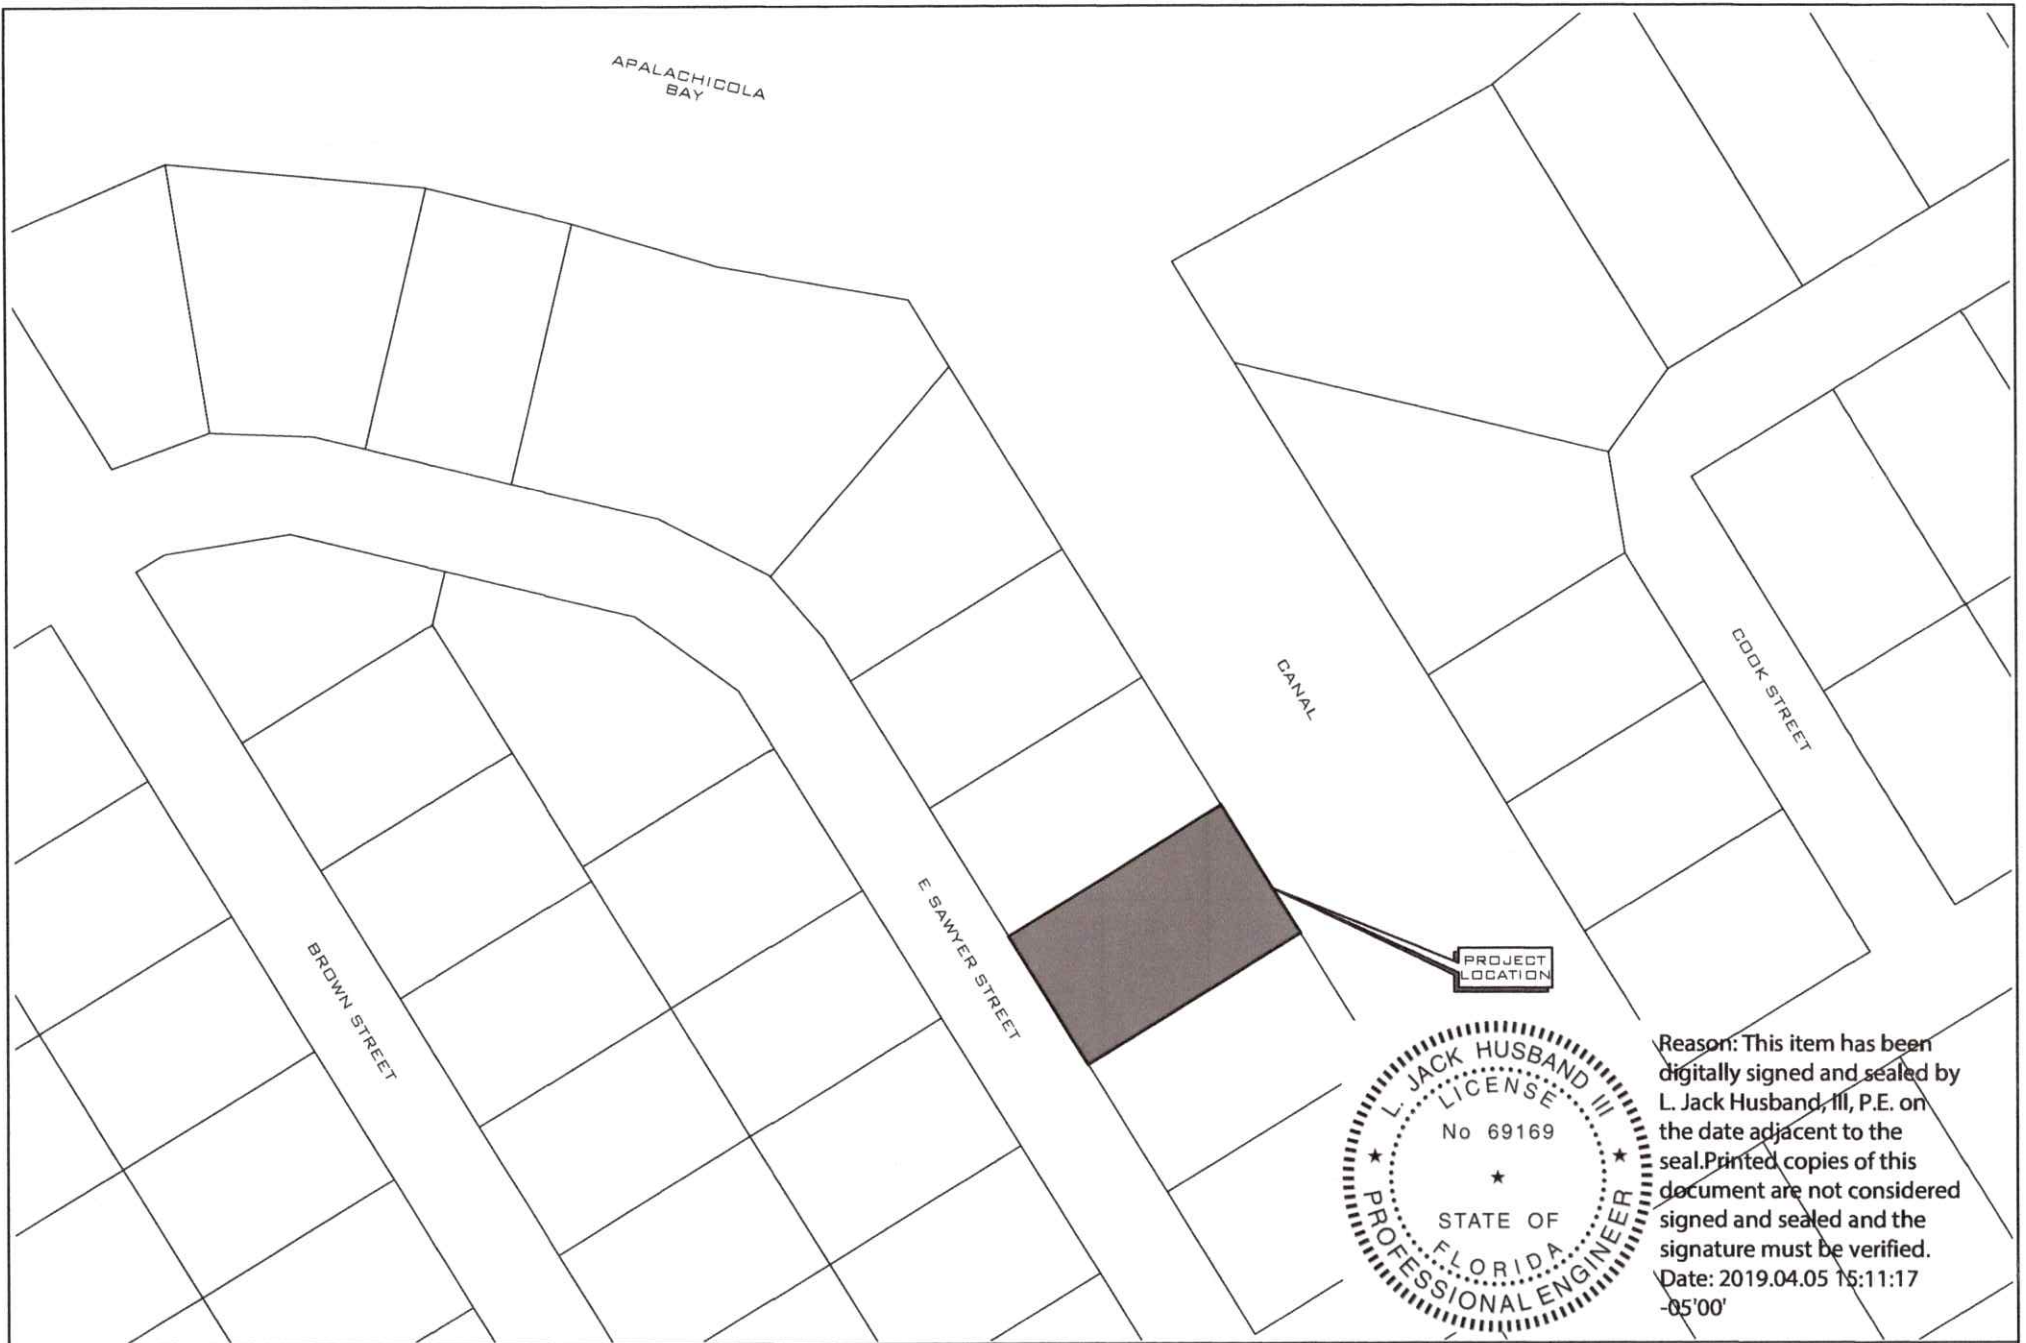 APALACHICOLA
BAY
CANAL
COOK STREET
E SAWYER STREET
BROWN STREET
PROJECT
LOCATION
L. JACK HUSBAND III
LICENSE
No 69169
STATE OF
FLORIDA
PROFESSIONAL ENGINEER
Reason: This item has been
digitally signed and sealed by
L. Jack Husband, III, P.E. on
the date adjacent to the
seal.Printed copies of this
document are not considered
signed and sealed and the
signature must be verified.
Date: 2019.04.05 15:11:17
-05'00'